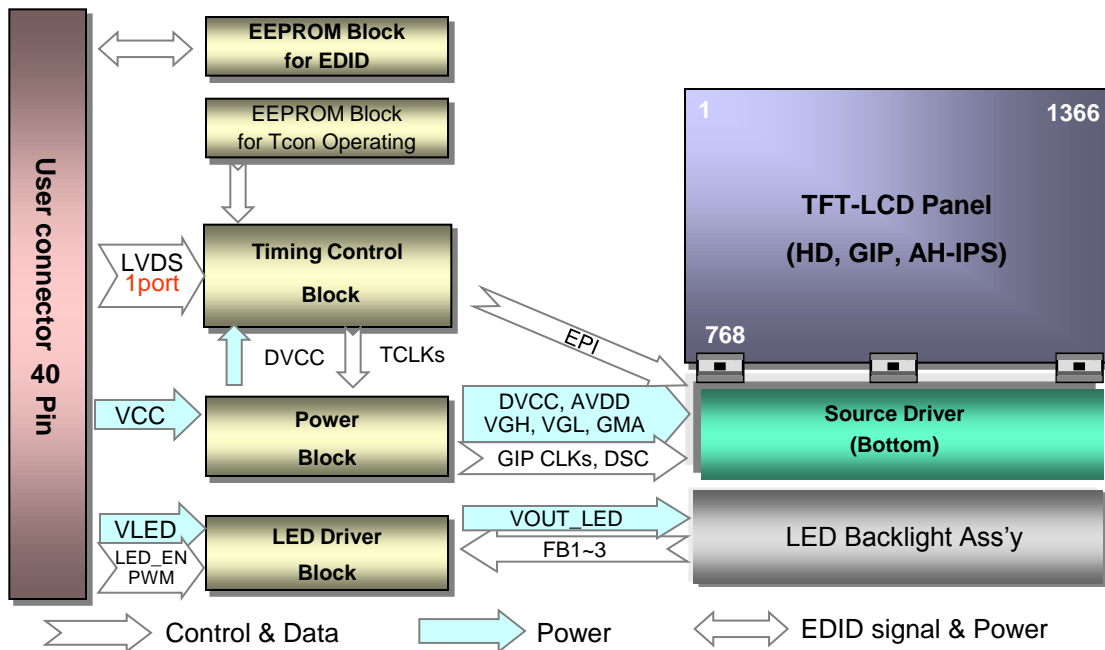 EEPROM Block
for EDID
EEPROM Block
for Tcon Operating
User connector 40
Pin
LVDS
1port
Timing Control
Block
DVCC
TCLKs
EPI
1
1366
TFT-LCD Panel
(HD, GIP, AH-IPS)
768
VCC
Power
Block
DVCC, AVDD
VGH, VGL, GMA
GIP CLKs, DSC
Source Driver
(Bottom)
VLED
LED_EN
PWM
LED Driver
Block
VOUT_LED
FB1~3
LED Backlight Ass'y
Control & Data
Power
EDID signal & Power